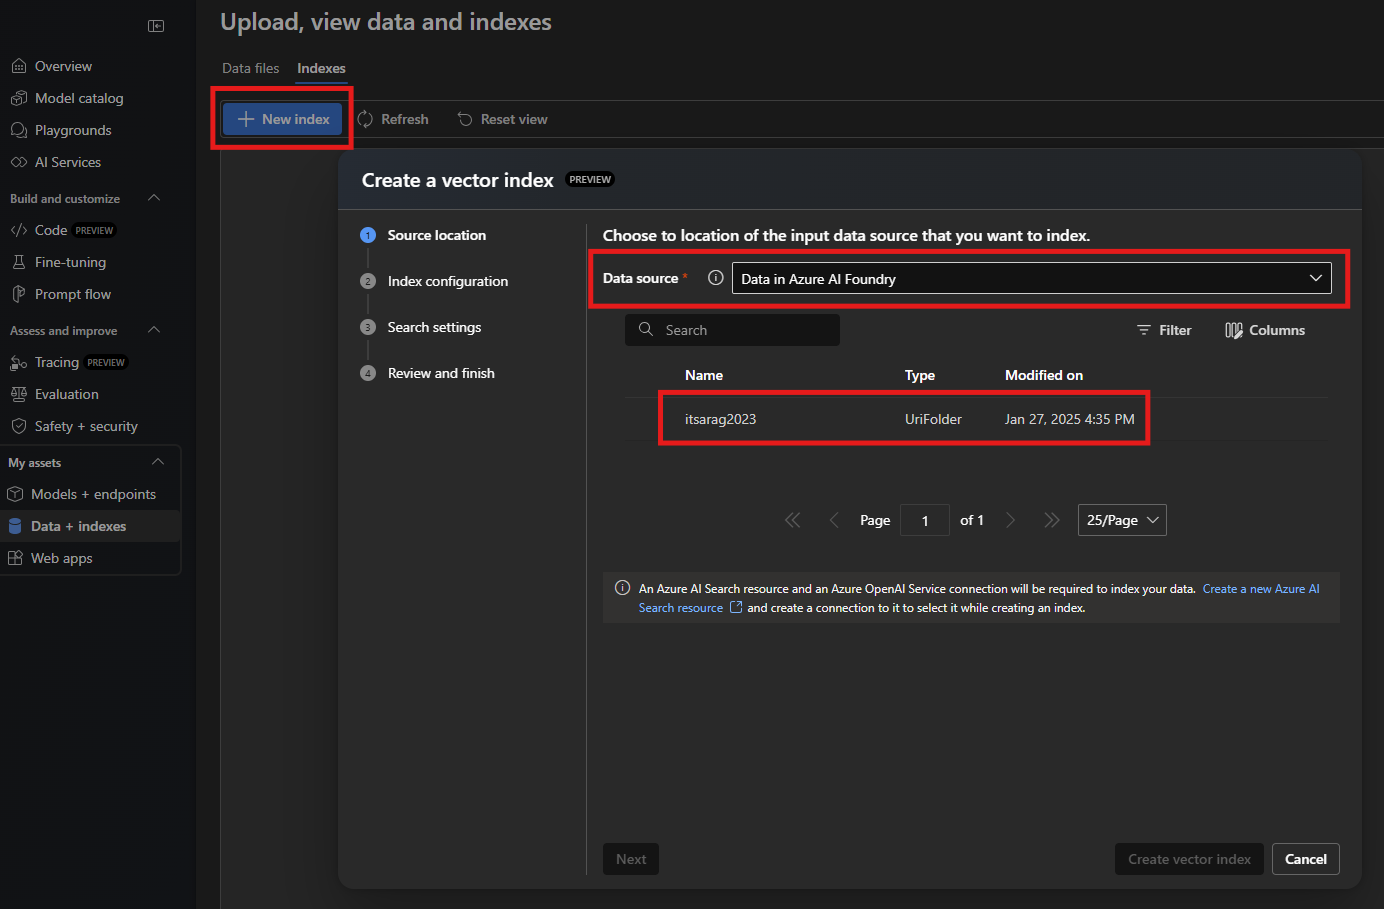 Upload, view data and indexes
Overview
Model catalog
Playgrounds
AI Services
Build and customize
Code PREVIEW
Fine-tuning
Prompt flow
Assess and improve
Tracing PREVIEW
Evaluation
Safety + security
My assets
Models + endpoints
Data + indexes
Web apps
Data files Indexes
New index Refresh Reset view
Create a vector index PREVIEW
1 Source location
2 Index configuration
3 Search settings
4 Review and finish
Choose to location of the input data source that you want to index.
Data source * Data in Azure AI Foundry
Search Filter Columns
Name Type Modified on
itsarag2023 UriFolder Jan 27, 2025 4:35 PM
Page 1 of 1 25/Page
An Azure AI Search resource and an Azure OpenAI Service connection will be required to index your data. Create a new Azure AI
Search resource and create a connection to it to select it while creating an index.
Next Create vector index Cancel